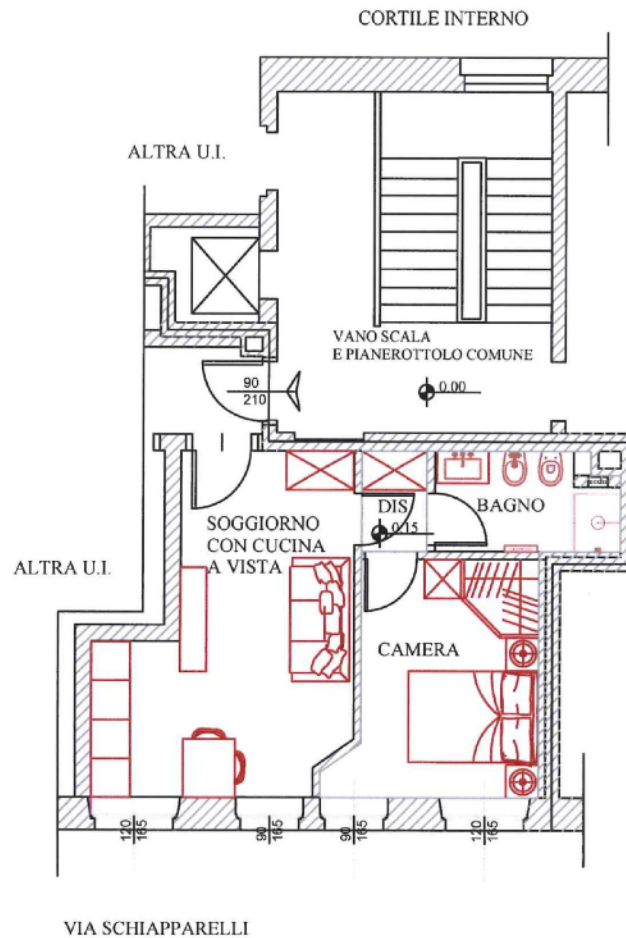 CORTILE INTERNO
ALTRA U.I.
VANO SCALA
E PIANEROTTOLO COMUNE
90
210
0.00
DIS
0.15
BAGNO
SOGGIORNO
CON CUCINA
A VISTA
ALTRA U.I.
CAMERA
120
165
90
165
90
165
120
165
VIA SCHIAPPARELLI